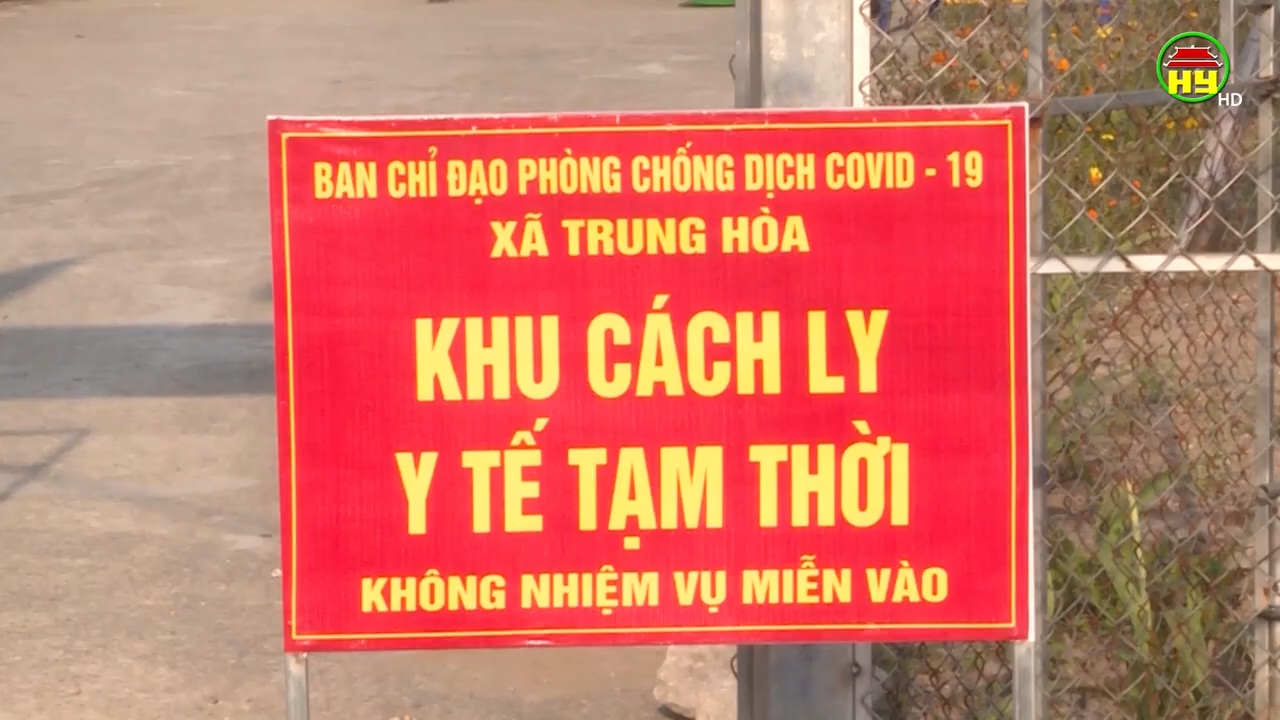 HY
HD
BAN CHỈ ĐẠO PHÒNG CHỐNG DỊCH COVID - 19
XÃ TRUNG HÒA
KHU CÁCH LY
Y TẾ TẠM THỜI
KHÔNG NHIỆM VỤ MIỄN VÀO